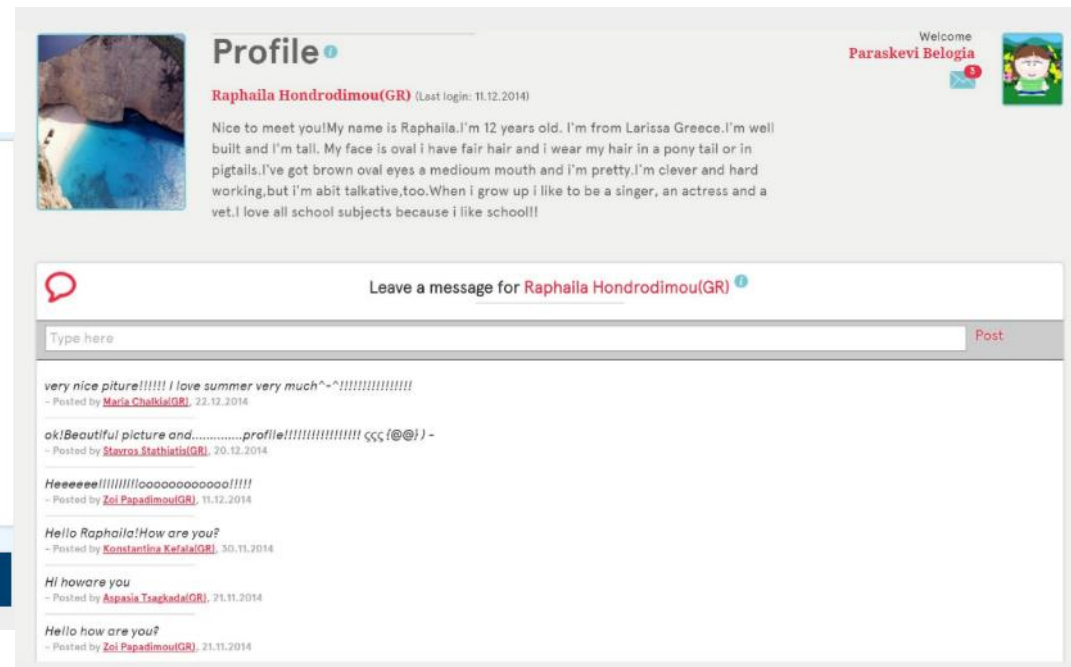 Profile
Welcome
Paraskevi Belogia
3
Raphaila Hondrodimou(GR) (Last login: 11.12.2014)
Nice to meet you!My name is Raphaila.I'm 12 years old. I'm from Larissa Greece.I'm well
built and I'm tall. My face is oval i have fair hair and i wear my hair in a pony tail or in
pigtails.I've got brown oval eyes a medioum mouth and i'm pretty.I'm clever and hard
working,but i'm abit talkative,too.When i grow up i like to be a singer, an actress and a
vet.I love all school subjects because i like school!!
Leave a message for Raphaila Hondrodimou(GR)
Type here
Post
very nice piture!!!!!! I love summer very much^-^!!!!!!!!!!!!!!!!
- Posted by Maria Chalkia(GR), 22.12.2014
ok!Beautiful picture and..............profile!!!!!!!!!!!!!!!!! ςςς {@@} ) -
- Posted by Stavros Stathiatis(GR), 20.12.2014
Heeeeeelllllllllloooooooooooo!!!!!
- Posted by Zoi Papadimou(GR), 11.12.2014
Hello Raphaila!How are you?
- Posted by Konstantina Kefala(GR), 30.11.2014
Hi howare you
- Posted by Aspasia Tsagkada(GR), 21.11.2014
Hello how are you?
- Posted by Zoi Papadimou(GR), 21.11.2014